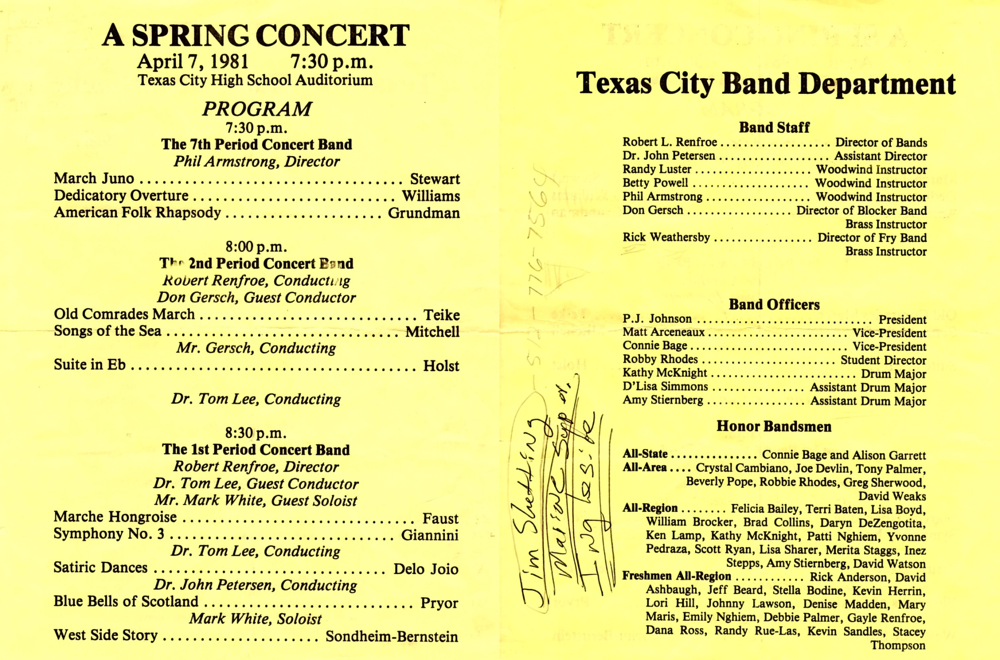 A SPRING CONCERT
April 7, 1981 7:30 p.m.
Texas City High School Auditorium
PROGRAM
7:30 p.m.
The 7th Period Concert Band
Phil Armstrong, Director
March Juno .................................. Stewart
Dedicatory Overture ............................ Williams
American Folk Rhapsody ..................... Grundman
8:00 p.m.
The 2nd Period Concert Band
Robert Renfroe, Conducting
Don Gersch, Guest Conductor
Old Comrades March .............................. Teike
Songs of the Sea ................................ Mitchell
Mr. Gersch, Conducting
Suite in Eb ....................................... Holst
Dr. Tom Lee, Conducting
8:30 p.m.
The 1st Period Concert Band
Robert Renfroe, Director
Dr. Tom Lee, Guest Conductor
Mr. Mark White, Guest Soloist
Marche Hongroise ................................ Faust
Symphony No. 3 ............................... Giannini
Dr. Tom Lee, Conducting
Satiric Dances ................................ Delo Joio
Dr. John Petersen, Conducting
Blue Bells of Scotland ............................. Pryor
Mark White, Soloist
West Side Story ..................... Sondheim-Bernstein
Jim Shetting
Marine Supp or.
Texas City Band Department
Band Staff
Robert L. Renfroe ................... Director of Bands
Dr. John Petersen ................... Assistant Director
Randy Luster .................... Woodwind Instructor
Betty Powell .................... Woodwind Instructor
Phil Armstrong .................. Woodwind Instructor
Don Gersch .................. Director of Blocker Band
Brass Instructor
Rick Weathersby ................. Director of Fry Band
Brass Instructor
Band Officers
P.J. Johnson .............................. President
Matt Arceneaux ........................ Vice-President
Connie Bage ........................... Vice-President
Robby Rhodes ....................... Student Director
Kathy McKnight ......................... Drum Major
D'Lisa Simmons ................ Assistant Drum Major
Amy Stiernberg ................. Assistant Drum Major
Honor Bandsmen
All-State ............... Connie Bage and Alison Garrett
All-Area .... Crystal Cambiano, Joe Devlin, Tony Palmer,
Beverly Pope, Robbie Rhodes, Greg Sherwood,
David Weaks
All-Region ........ Felicia Bailey, Terri Baten, Lisa Boyd,
William Brocker, Brad Collins, Daryn DeZengotita,
Ken Lamp, Kathy McKnight, Patti Nghiem, Yvonne
Pedraza, Scott Ryan, Lisa Sharer, Merita Staggs, Inez
Stepps, Amy Stiernberg, David Watson
Freshmen All-Region ............ Rick Anderson, David
Ashbaugh, Jeff Beard, Stella Bodine, Kevin Herrin,
Lori Hill, Johnny Lawson, Denise Madden, Mary
Maris, Emily Nghiem, Debbie Palmer, Gayle Renfroe,
Dana Ross, Randy Rue-Las, Kevin Sandles, Stacey
Thompson